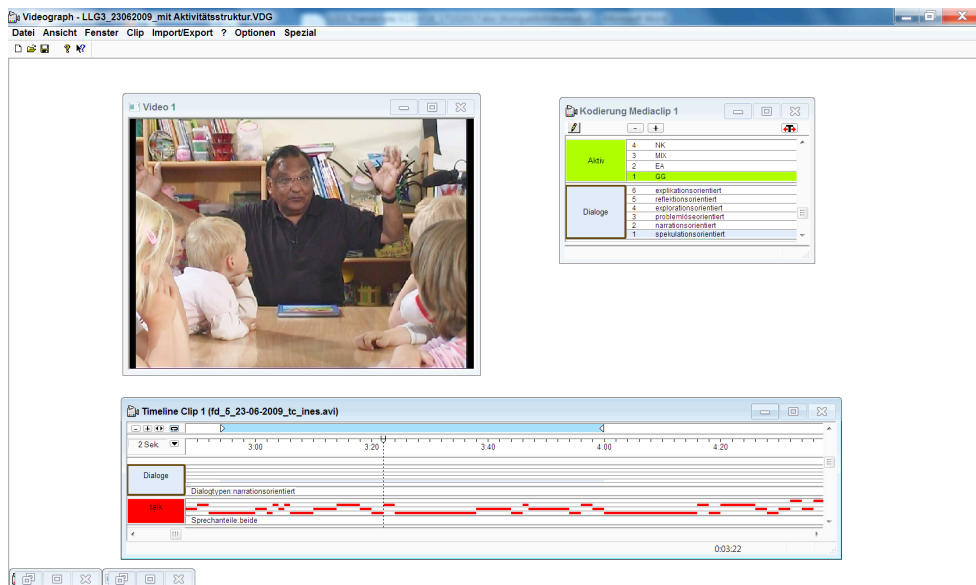 Videograph - LLG3_23062009_mit Aktivitätsstruktur.VDG
Datei Ansicht Fenster Clip Import/Export ? Optionen Spezial
Video 1
Kodierung Mediaclip 1
- +
T
Aktiv
4 NK
3 MIX
2 EA
1 GG
Dialoge
6 explikationsorientiert
5 reflektionsorientiert
4 explorationsorientiert
3 problemlöseorientiert
2 narrationsorientiert
1 spekulationsorientiert
Timeline Clip 1 (fd_5_23-06-2009_tc_ines.avi)
2 Sek. 3:00 3:20 3:40 4:00 4:20
Dialoge
Dialogtypen:narrationsorientiert
talk
Sprechanteile:beide
0:03:22